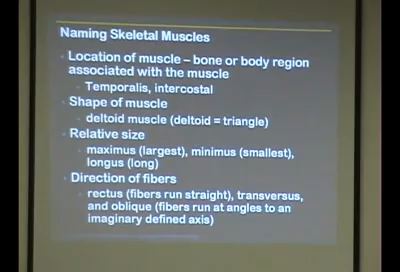 Naming Skeletal Muscles
Location of muscle – bone or body region
associated with the muscle
Temporalis, intercostal
Shape of muscle
deltoid muscle (deltoid = triangle)
Relative size
maximus (largest), minimus (smallest),
longus (long)
Direction of fibers
rectus (fibers run straight), transversus,
and oblique (fibers run at angles to an
imaginary defined axis)